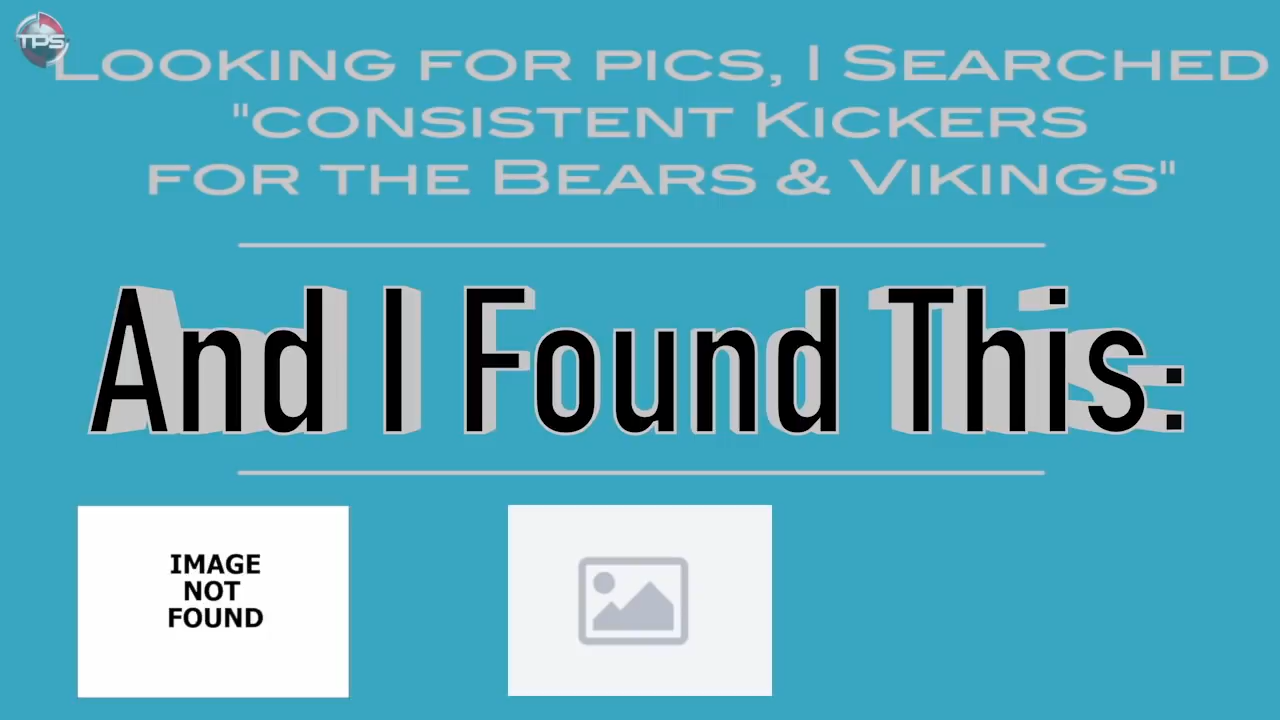 TPS
Looking for pics, I Searched
"consistent Kickers
for the Bears & Vikings"
And I Found This:
IMAGE
NOT
FOUND